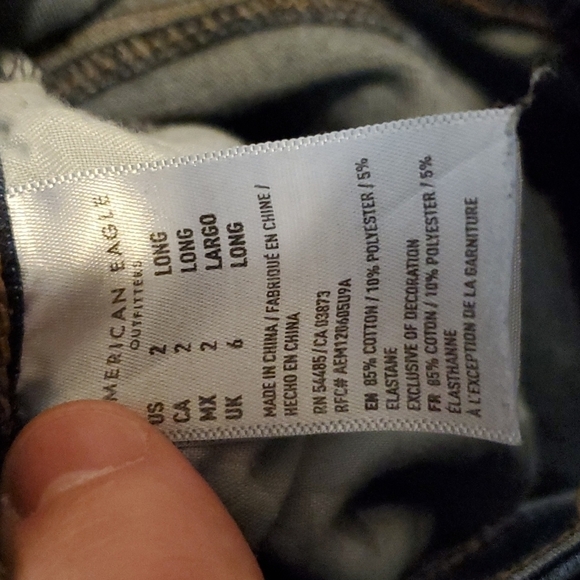 AMERICAN EAGLE
OUTFITTERS
US 2 LONG
CA 2 LONG
MX 2 LARGO
UK 6 LONG
MADE IN CHINA / FABRIQUÉ EN CHINE /
HECHO EN CHINA
RN 54485 / CA 03873
RFC# AEM1206050U9A
EN 85% COTTON / 10% POLYESTER / 5%
ELASTANE
EXCLUSIVE OF DECORATION
FR 85% COTON / 10% POLYESTER / 5%
ÉLASTHANNE
À L'EXCEPTION DE LA GARNITURE